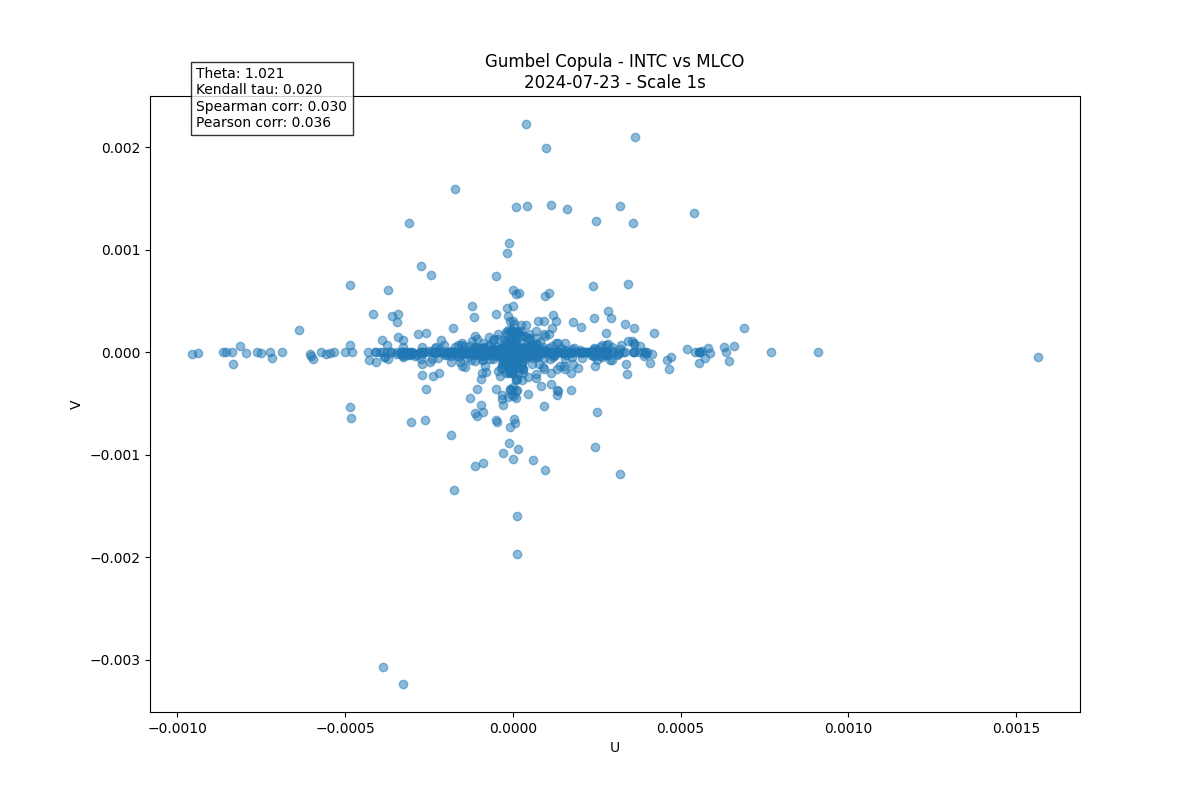 Gumbel Copula - INTC vs MLCO
2024-07-23 - Scale 1s
Theta: 1.021
Kendall tau: 0.020
Spearman corr: 0.030
Pearson corr: 0.036
0.002
0.001
0.000
−0.001
−0.002
−0.003
V
−0.0010 −0.0005 0.0000 0.0005 0.0010 0.0015
U